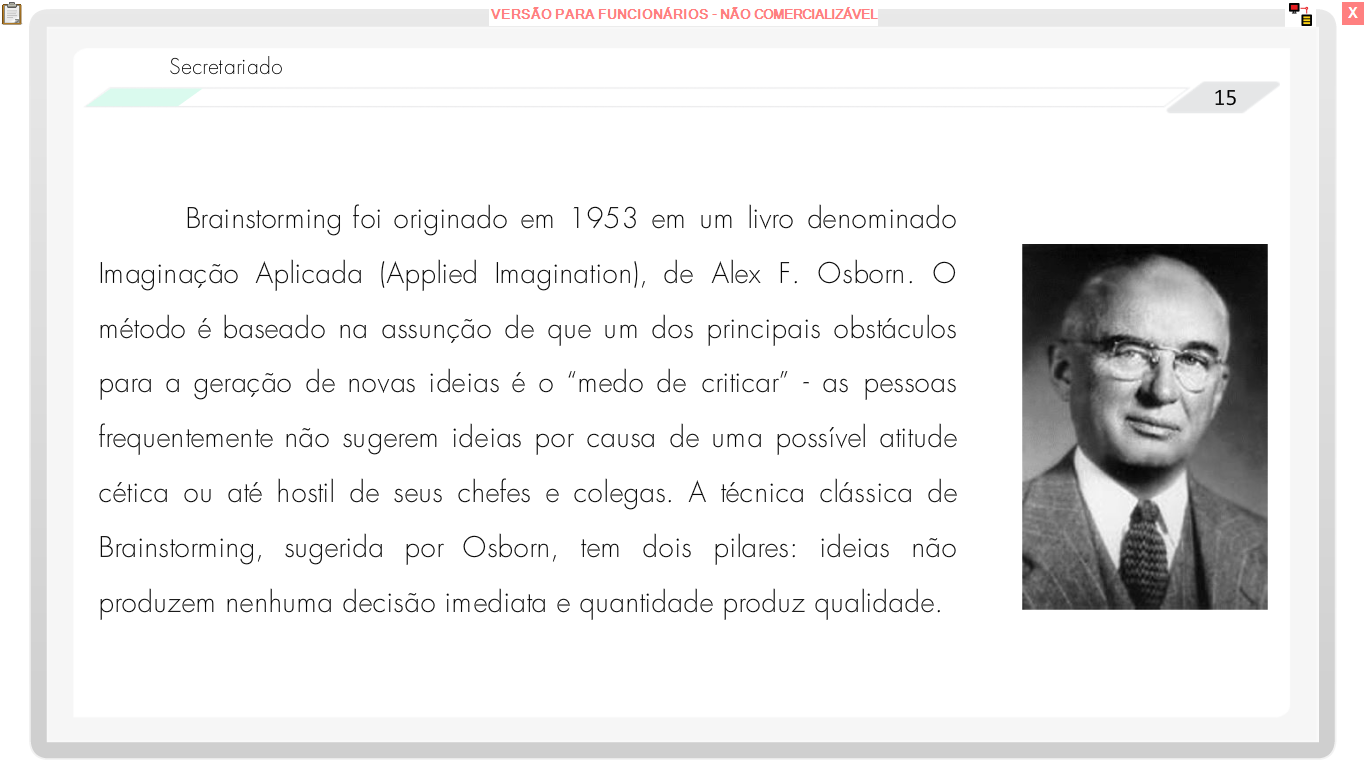 VERSÃO PARA FUNCIONÁRIOS - NÃO COMERCIALIZÁVEL
X
Secretariado
15
Brainstorming foi originado em 1953 em um livro denominado
Imaginação Aplicada (Applied Imagination), de Alex F. Osborn. O
método é baseado na assunção de que um dos principais obstáculos
para a geração de novas ideias é o “medo de criticar” - as pessoas
frequentemente não sugerem ideias por causa de uma possível atitude
cética ou até hostil de seus chefes e colegas. A técnica clássica de
Brainstorming, sugerida por Osborn, tem dois pilares: ideias não
produzem nenhuma decisão imediata e quantidade produz qualidade.